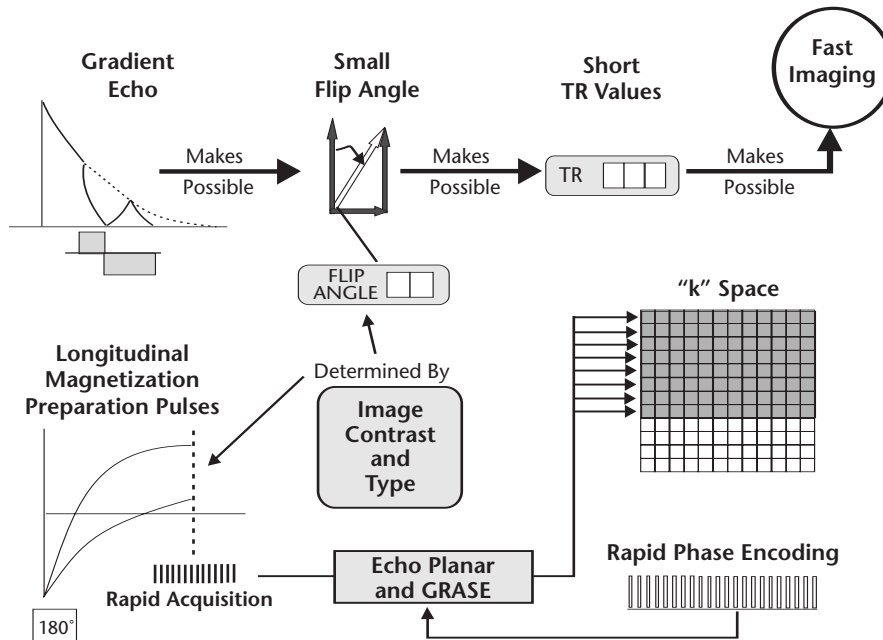 Gradient
Echo
Small
Flip Angle
Short
TR Values
Fast
Imaging
Makes
Possible
Makes
Possible
TR
Makes
Possible
FLIP
ANGLE
"k" Space
Longitudinal
Magnetization
Preparation Pulses
Determined By
Image
Contrast
and
Type
Rapid Acquisition
Echo Planar
and GRASE
Rapid Phase Encoding
180°